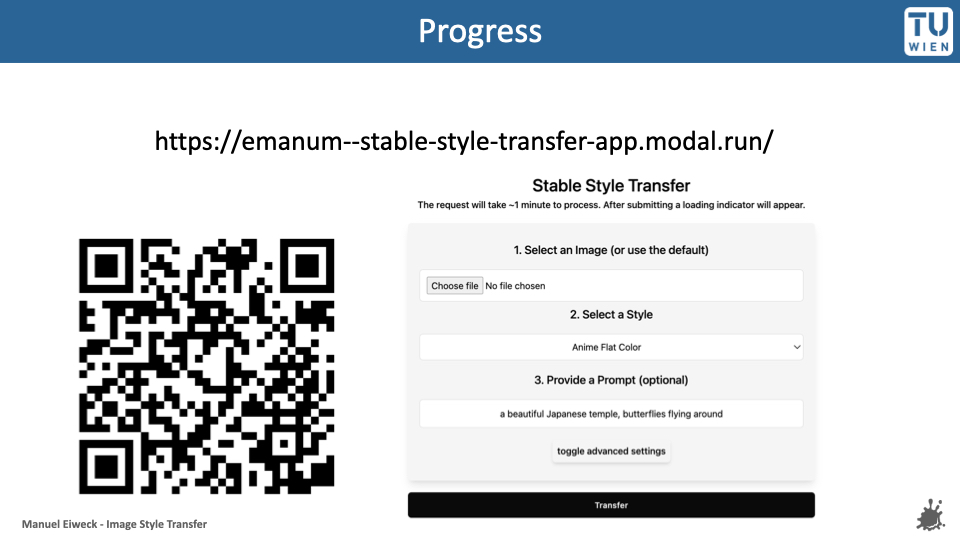 Progress
TU
WIEN
https://emanum--stable-style-transfer-app.modal.run/
Stable Style Transfer
The request will take ~1 minute to process. After submitting a loading indicator will appear.
1. Select an Image (or use the default)
Choose file No file chosen
2. Select a Style
Anime Flat Color
3. Provide a Prompt (optional)
a beautiful Japanese temple, butterflies flying around
toggle advanced settings
Transfer
Manuel Eiweck - Image Style Transfer